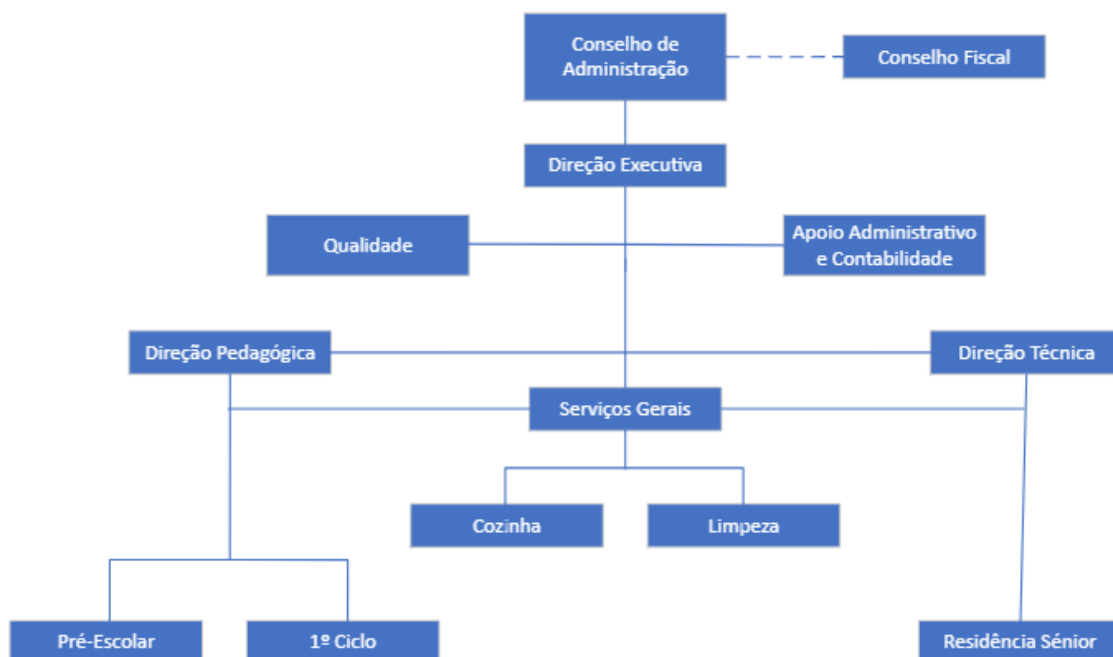 Conselho de
Administração
Conselho Fiscal
Direção Executiva
Qualidade
Apoio Administrativo
e Contabilidade
Direção Pedagógica
Direção Técnica
Serviços Gerais
Cozinha
Limpeza
Pré-Escolar
1º Ciclo
Residência Sénior